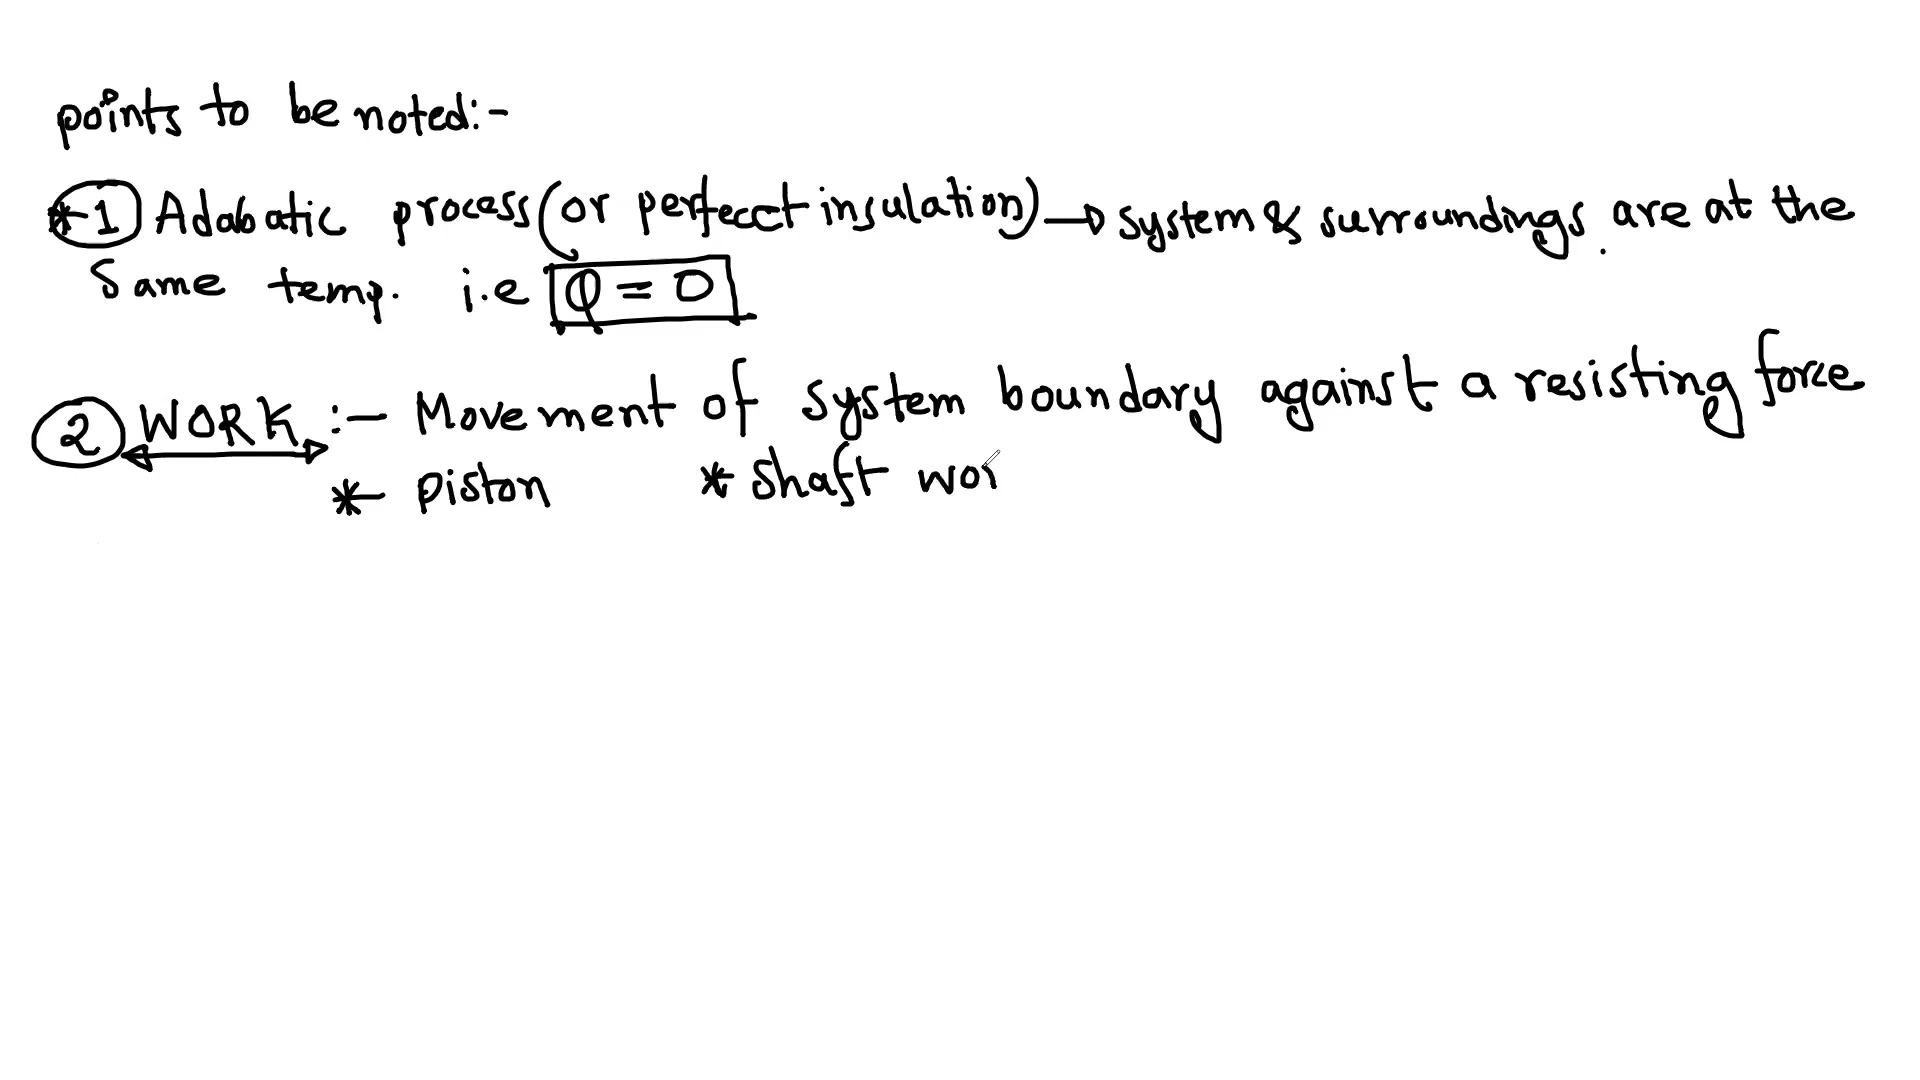 points to be noted:-
*1 Adabatic process (or perfecct insulation) → system & surroundings are at the
same temp. i.e Q = 0
2 WORK :- Movement of system boundary against a resisting force
* piston * shaft wor